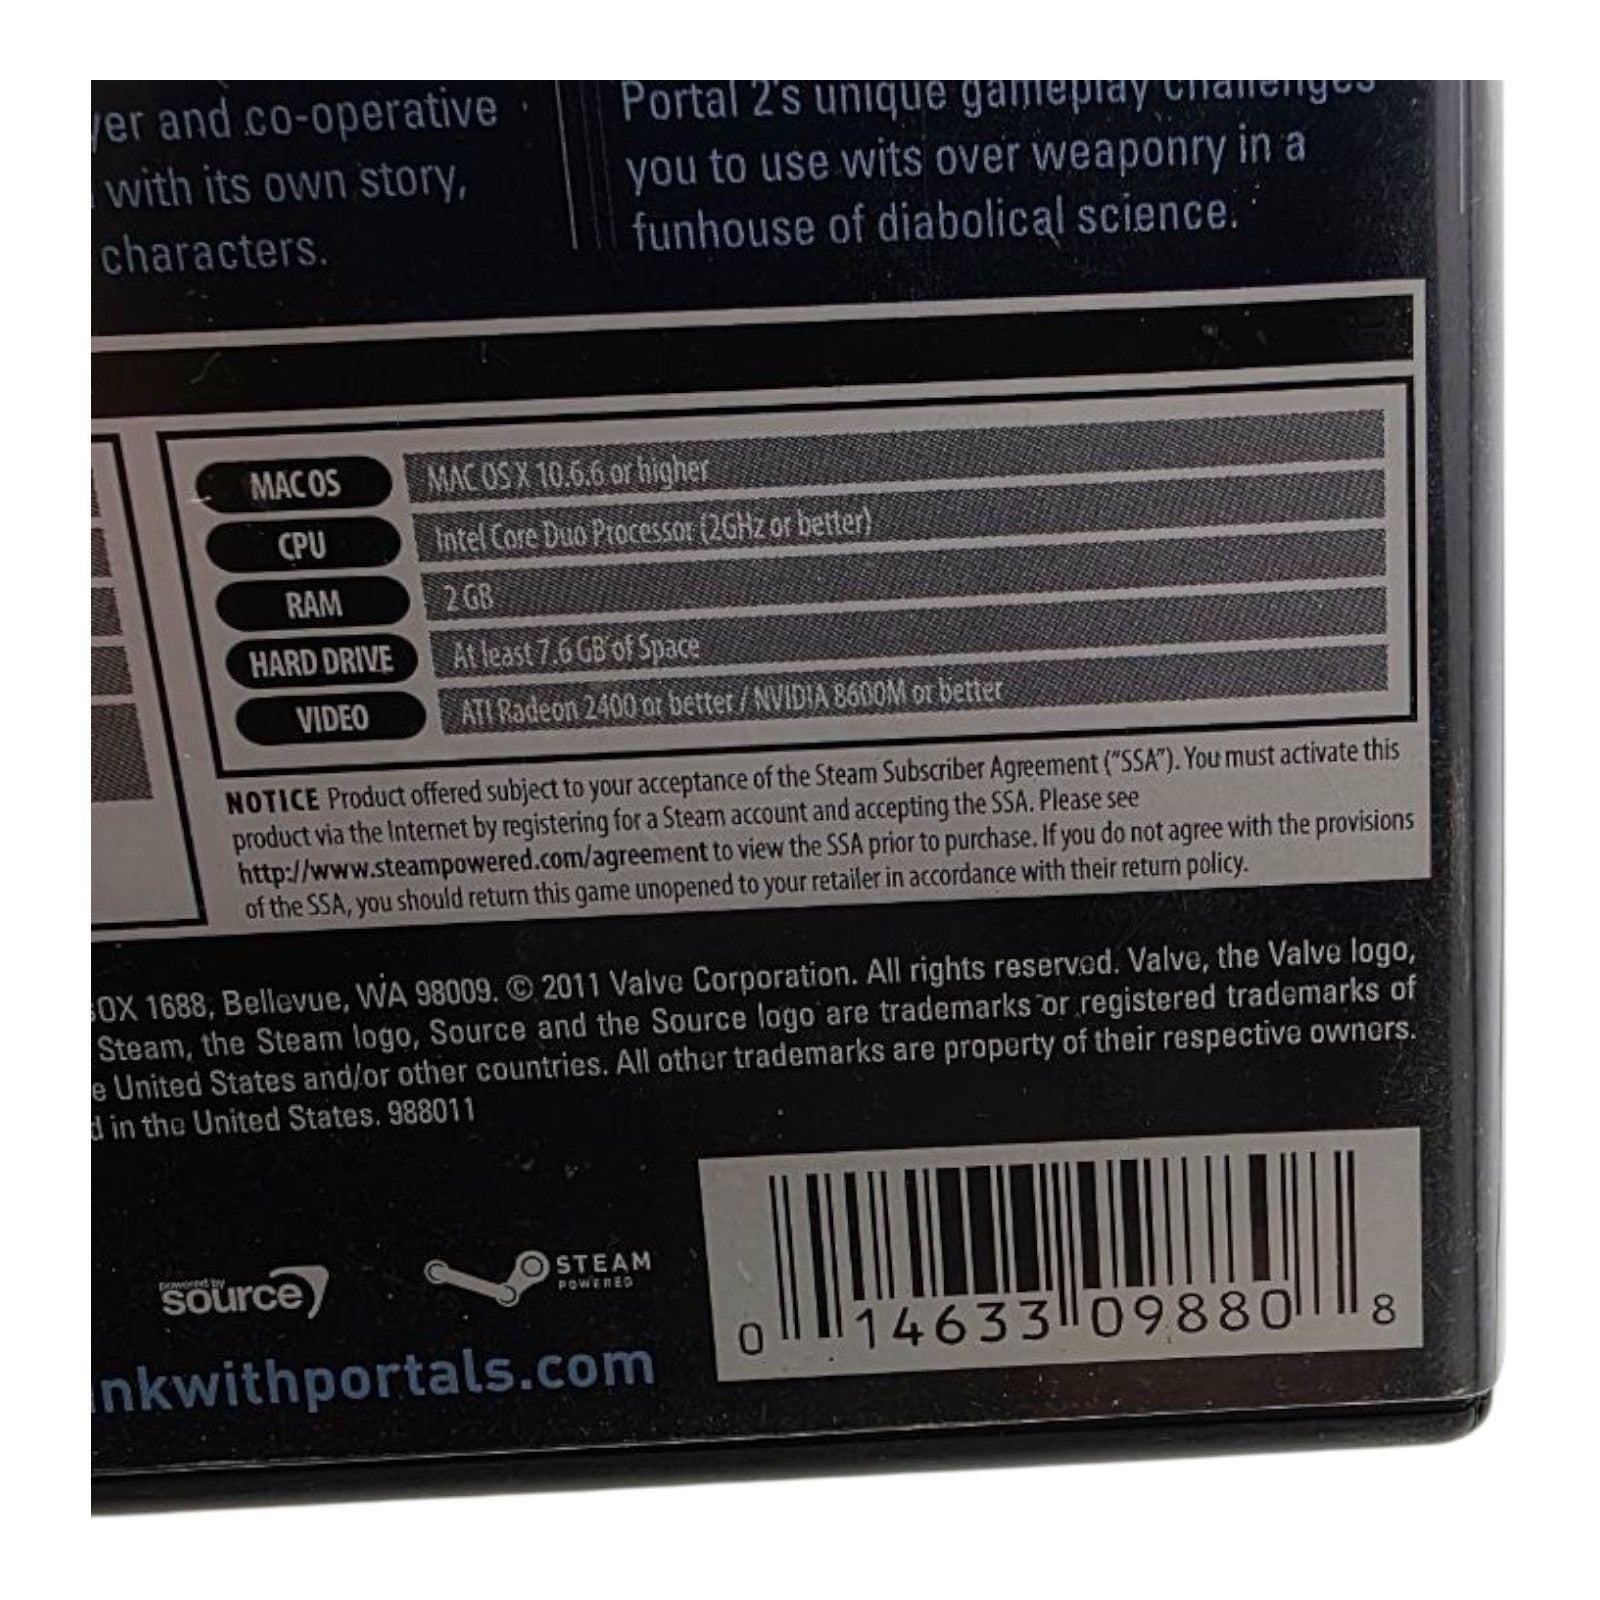 yer and co-operative
with its own story,
characters.
Portal 2's unique gameplay challenges
you to use wits over weaponry in a
funhouse of diabolical science.
MAC OS MAC OS X 10.6.6 or higher
CPU Intel Core Duo Processor (2GHz or better)
RAM 2 GB
HARD DRIVE At least 7.6 GB of Space
VIDEO ATI Radeon 2400 or better / NVIDIA 8600M or better
NOTICE Product offered subject to your acceptance of the Steam Subscriber Agreement ("SSA"). You must activate this
product via the Internet by registering for a Steam account and accepting the SSA. Please see
http://www.steampowered.com/agreement to view the SSA prior to purchase. If you do not agree with the provisions
of the SSA, you should return this game unopened to your retailer in accordance with their return policy.
OX 1688, Bellevue, WA 98009. © 2011 Valve Corporation. All rights reserved. Valve, the Valve logo,
Steam, the Steam logo, Source and the Source logo are trademarks or registered trademarks of
e United States and/or other countries. All other trademarks are property of their respective owners.
d in the United States. 988011
powered by
source
STEAM
POWERED
nkwithportals.com
0 14633 09880 8